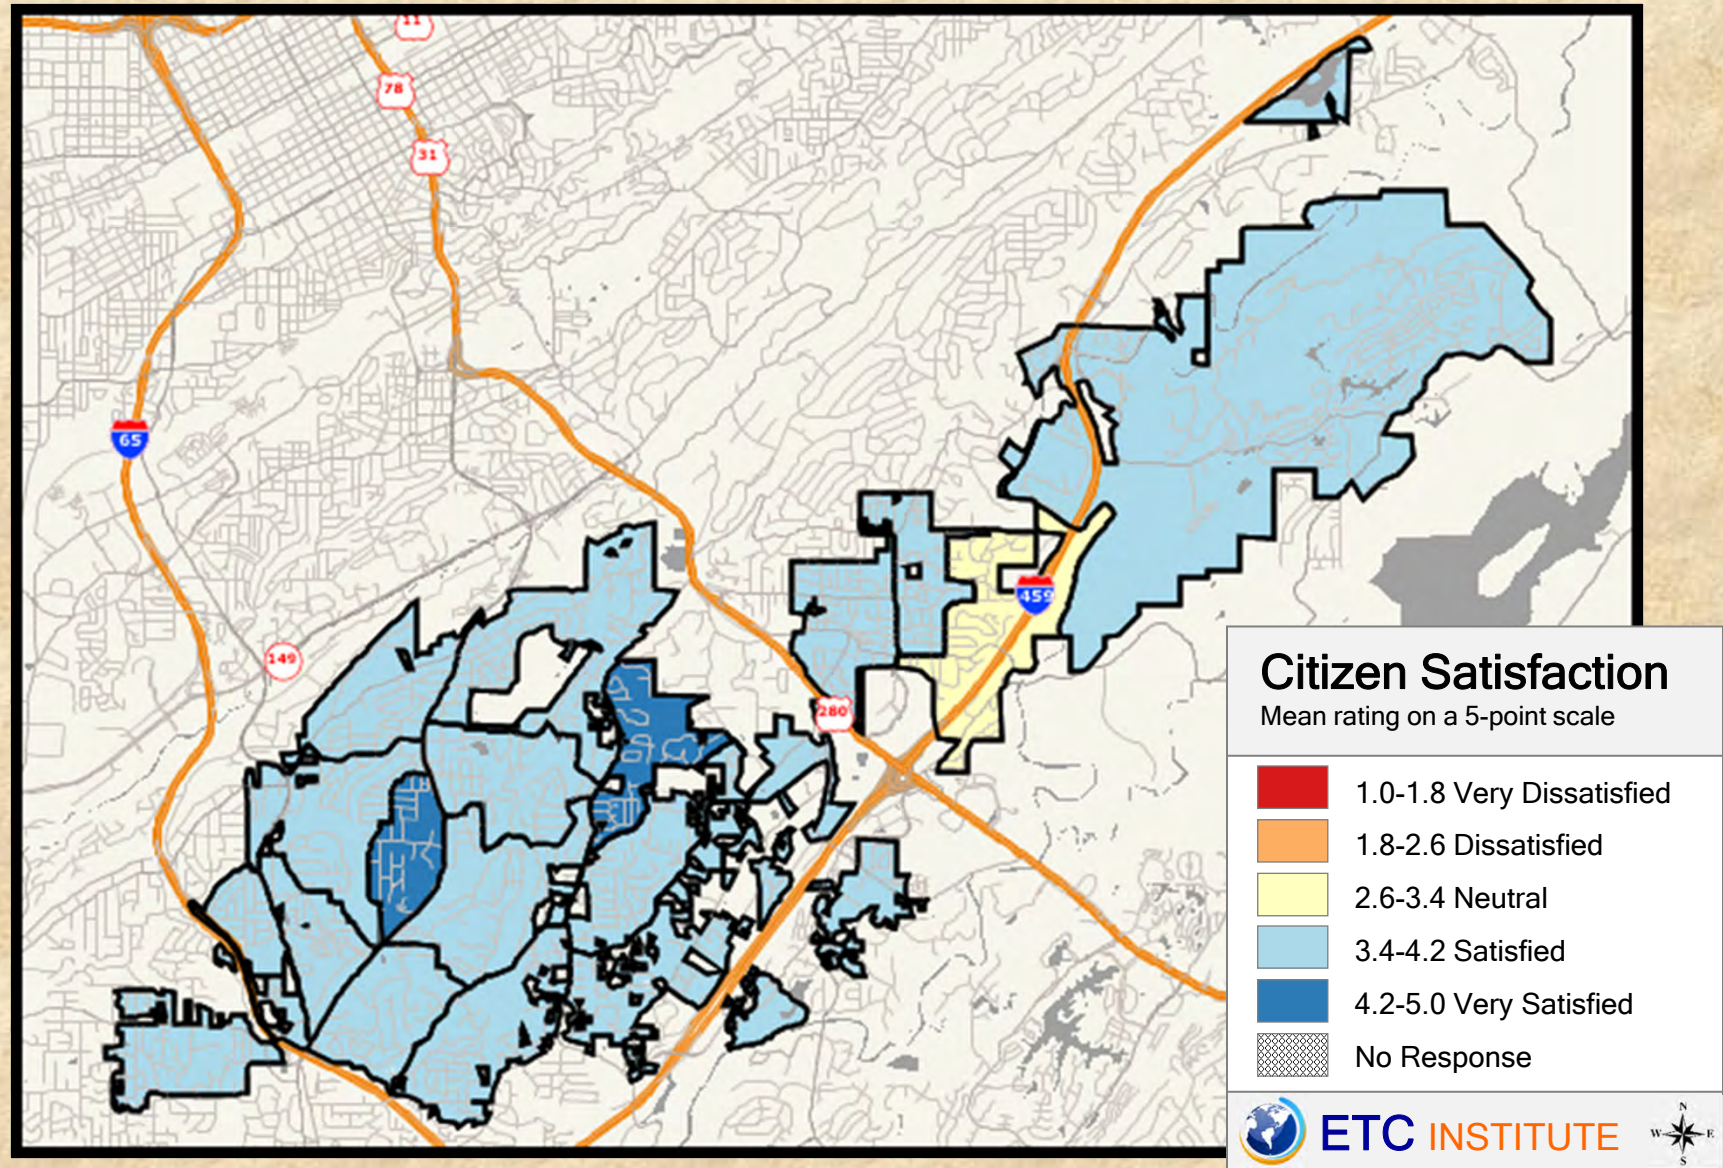 11
78
31
65
149
459
280
Citizen Satisfaction
Mean rating on a 5-point scale
1.0-1.8 Very Dissatisfied
1.8-2.6 Dissatisfied
2.6-3.4 Neutral
3.4-4.2 Satisfied
4.2-5.0 Very Satisfied
No Response
ETC INSTITUTE
N
W E
S